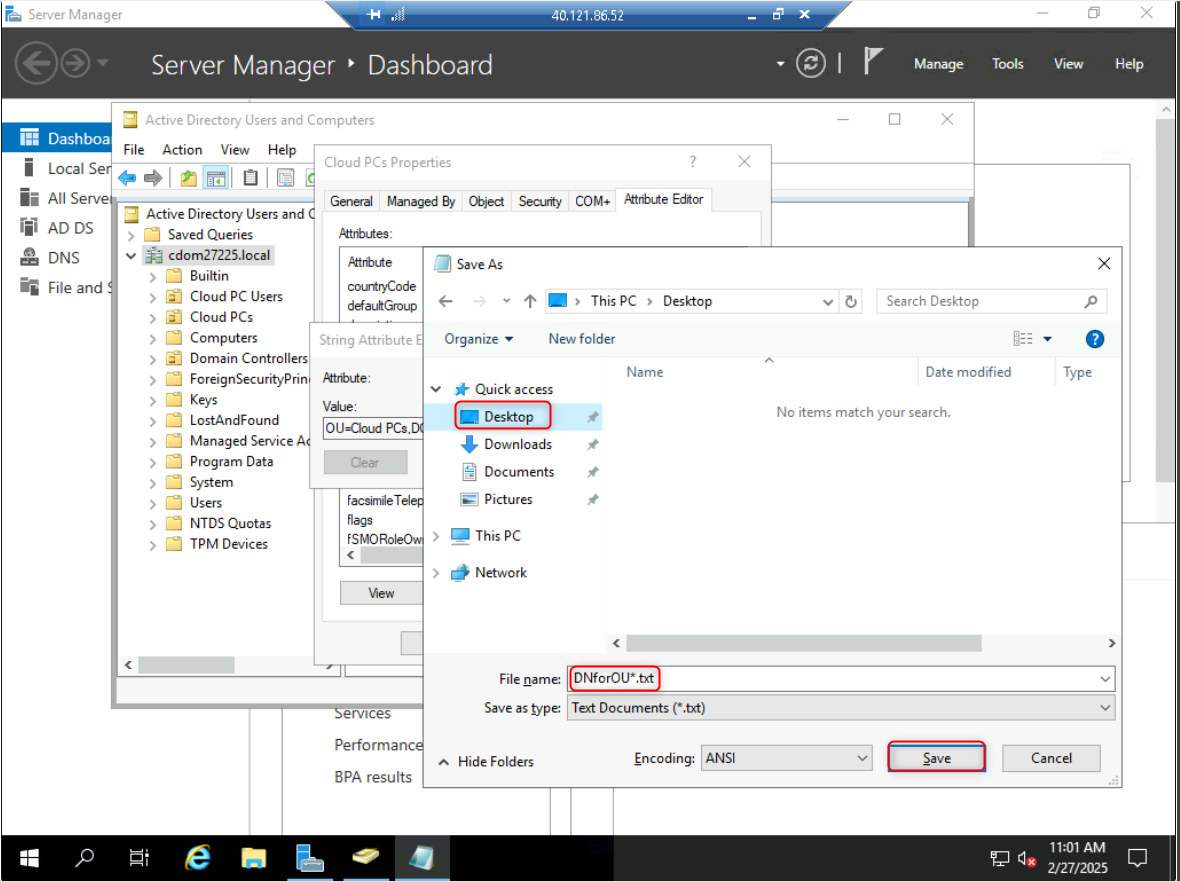 Server Manager
40.121.86.52
Server Manager ‣ Dashboard
Manage Tools View Help
Active Directory Users and Computers
File Action View Help
Dashboa
Local Ser
All Server
AD DS
DNS
File and S
Active Directory Users and C
Saved Queries
cdom27225.local
Builtin
Cloud PC Users
Cloud PCs
Computers
Domain Controllers
ForeignSecurityPrin
Keys
LostAndFound
Managed Service Ac
Program Data
System
Users
NTDS Quotas
TPM Devices
Cloud PCs Properties
General Managed By Object Security COM+ Attribute Editor
Attributes:
Attribute
countryCode
defaultGroup
String Attribute E
Attribute:
Value:
OU=Cloud PCs,DC
Clear
facsimileTelep
flags
fSMORoleOw
View
Save As
This PC > Desktop
Search Desktop
Organize New folder
Name Date modified Type
No items match your search.
Quick access
Desktop
Downloads
Documents
Pictures
This PC
Network
File name: DNforOU*.txt
Save as type: Text Documents (*.txt)
Hide Folders
Encoding: ANSI
Save
Cancel
Services
Performance
BPA results
11:01 AM
2/27/2025